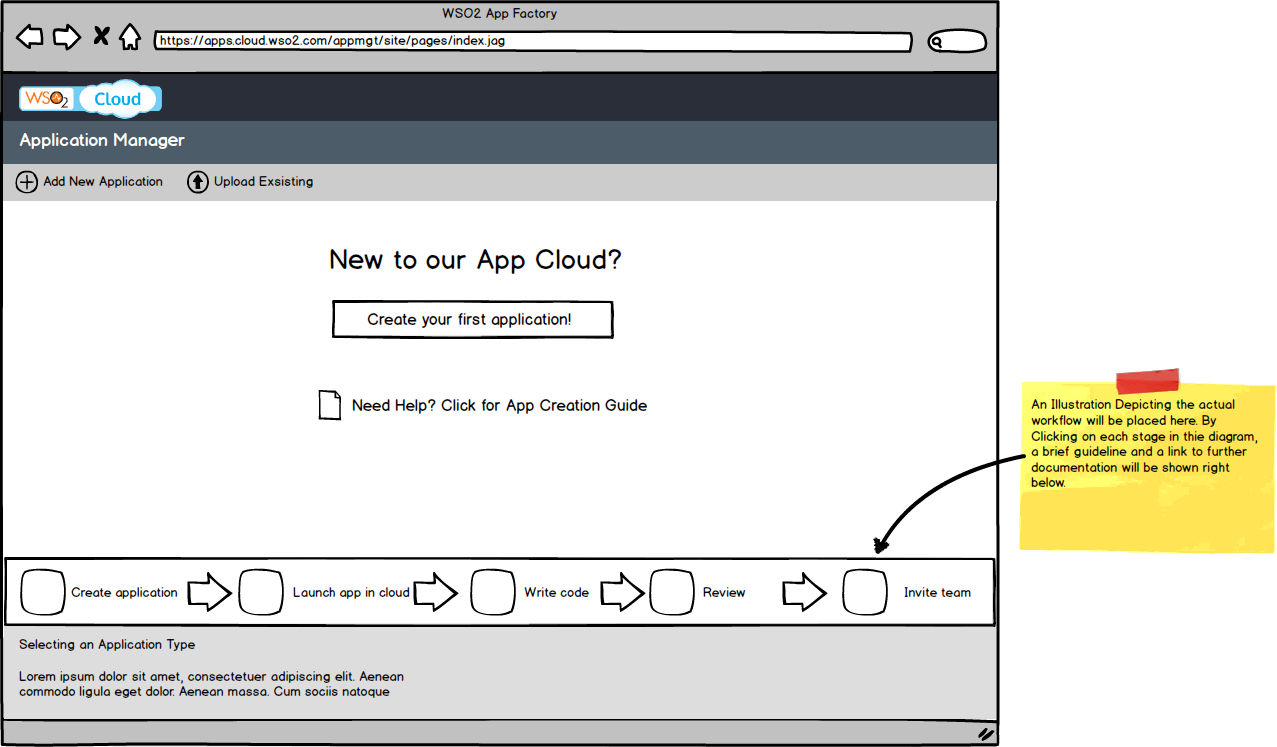 WSO2 App Factory
https://apps.cloud.wso2.com/appmgt/site/pages/index.jag
WSO2 Cloud
Application Manager
Add New Application Upload Exsisting
New to our App Cloud?
Create your first application!
Need Help? Click for App Creation Guide
An Illustration Depicting the actual
workflow will be placed here. By
Clicking on each stage in thie diagram,
a brief guideline and a link to further
documentation will be shown right
below.
Create application Launch app in cloud Write code Review Invite team
Selecting an Application Type
Lorem ipsum dolor sit amet, consectetuer adipiscing elit. Aenean
commodo ligula eget dolor. Aenean massa. Cum sociis natoque